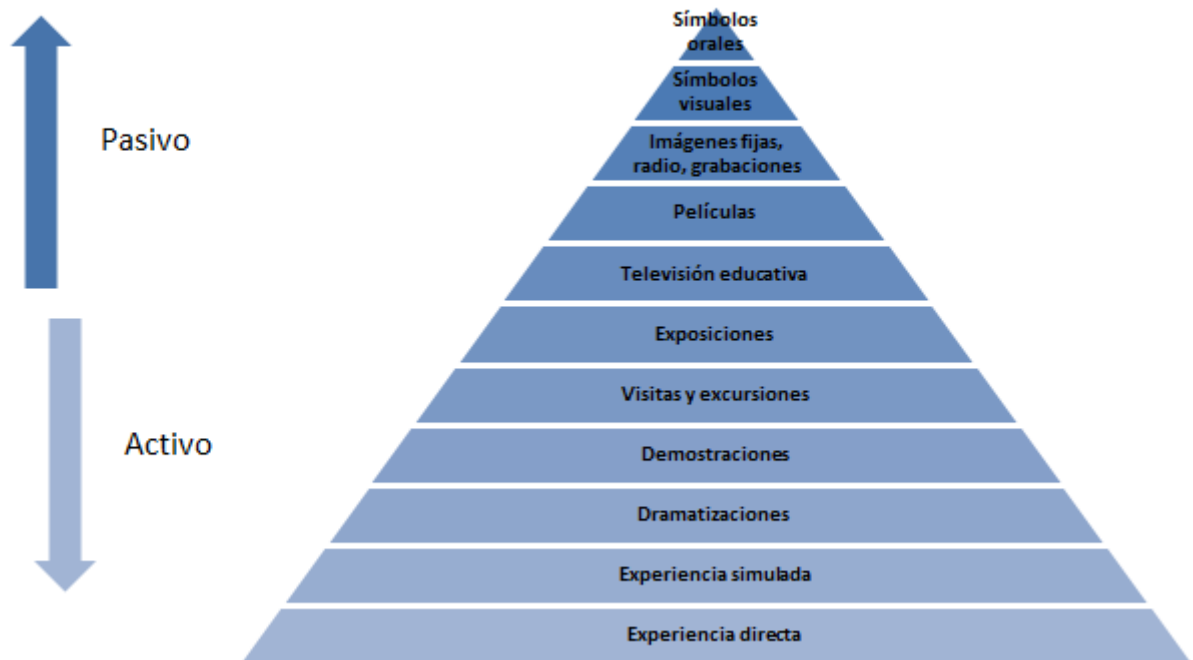 Símbolos
orales
Símbolos
visuales
Pasivo
Imágenes fijas,
radio, grabaciones
Películas
Televisión educativa
Exposiciones
Visitas y excursiones
Activo
Demostraciones
Dramatizaciones
Experiencia simulada
Experiencia directa